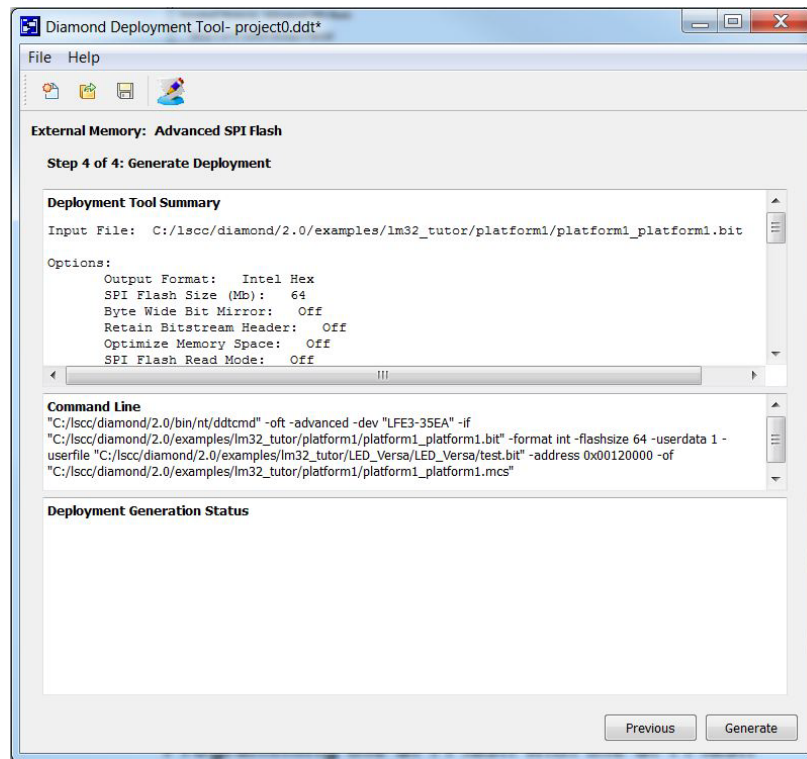 Diamond Deployment Tool- project0.ddt*
File Help
External Memory: Advanced SPI Flash
Step 4 of 4: Generate Deployment
Deployment Tool Summary
Input File: C:/lscc/diamond/2.0/examples/lm32_tutor/platform1/platform1_platform1.bit
Options:
Output Format: Intel Hex
SPI Flash Size (Mb): 64
Byte Wide Bit Mirror: Off
Retain Bitstream Header: Off
Optimize Memory Space: Off
SPI Flash Read Mode: Off
Command Line
"C:/lscc/diamond/2.0/bin/nt/ddtcmd" -oft -advanced -dev "LFE3-35EA" -if
"C:/lscc/diamond/2.0/examples/lm32_tutor/platform1/platform1_platform1.bit" -format int -flashsize 64 -userdata 1 -
userfile "C:/lscc/diamond/2.0/examples/lm32_tutor/LED_Versa/LED_Versa/test.bit" -address 0x00120000 -of
"C:/lscc/diamond/2.0/examples/lm32_tutor/platform1/platform1_platform1.mcs"
Deployment Generation Status
Previous Generate